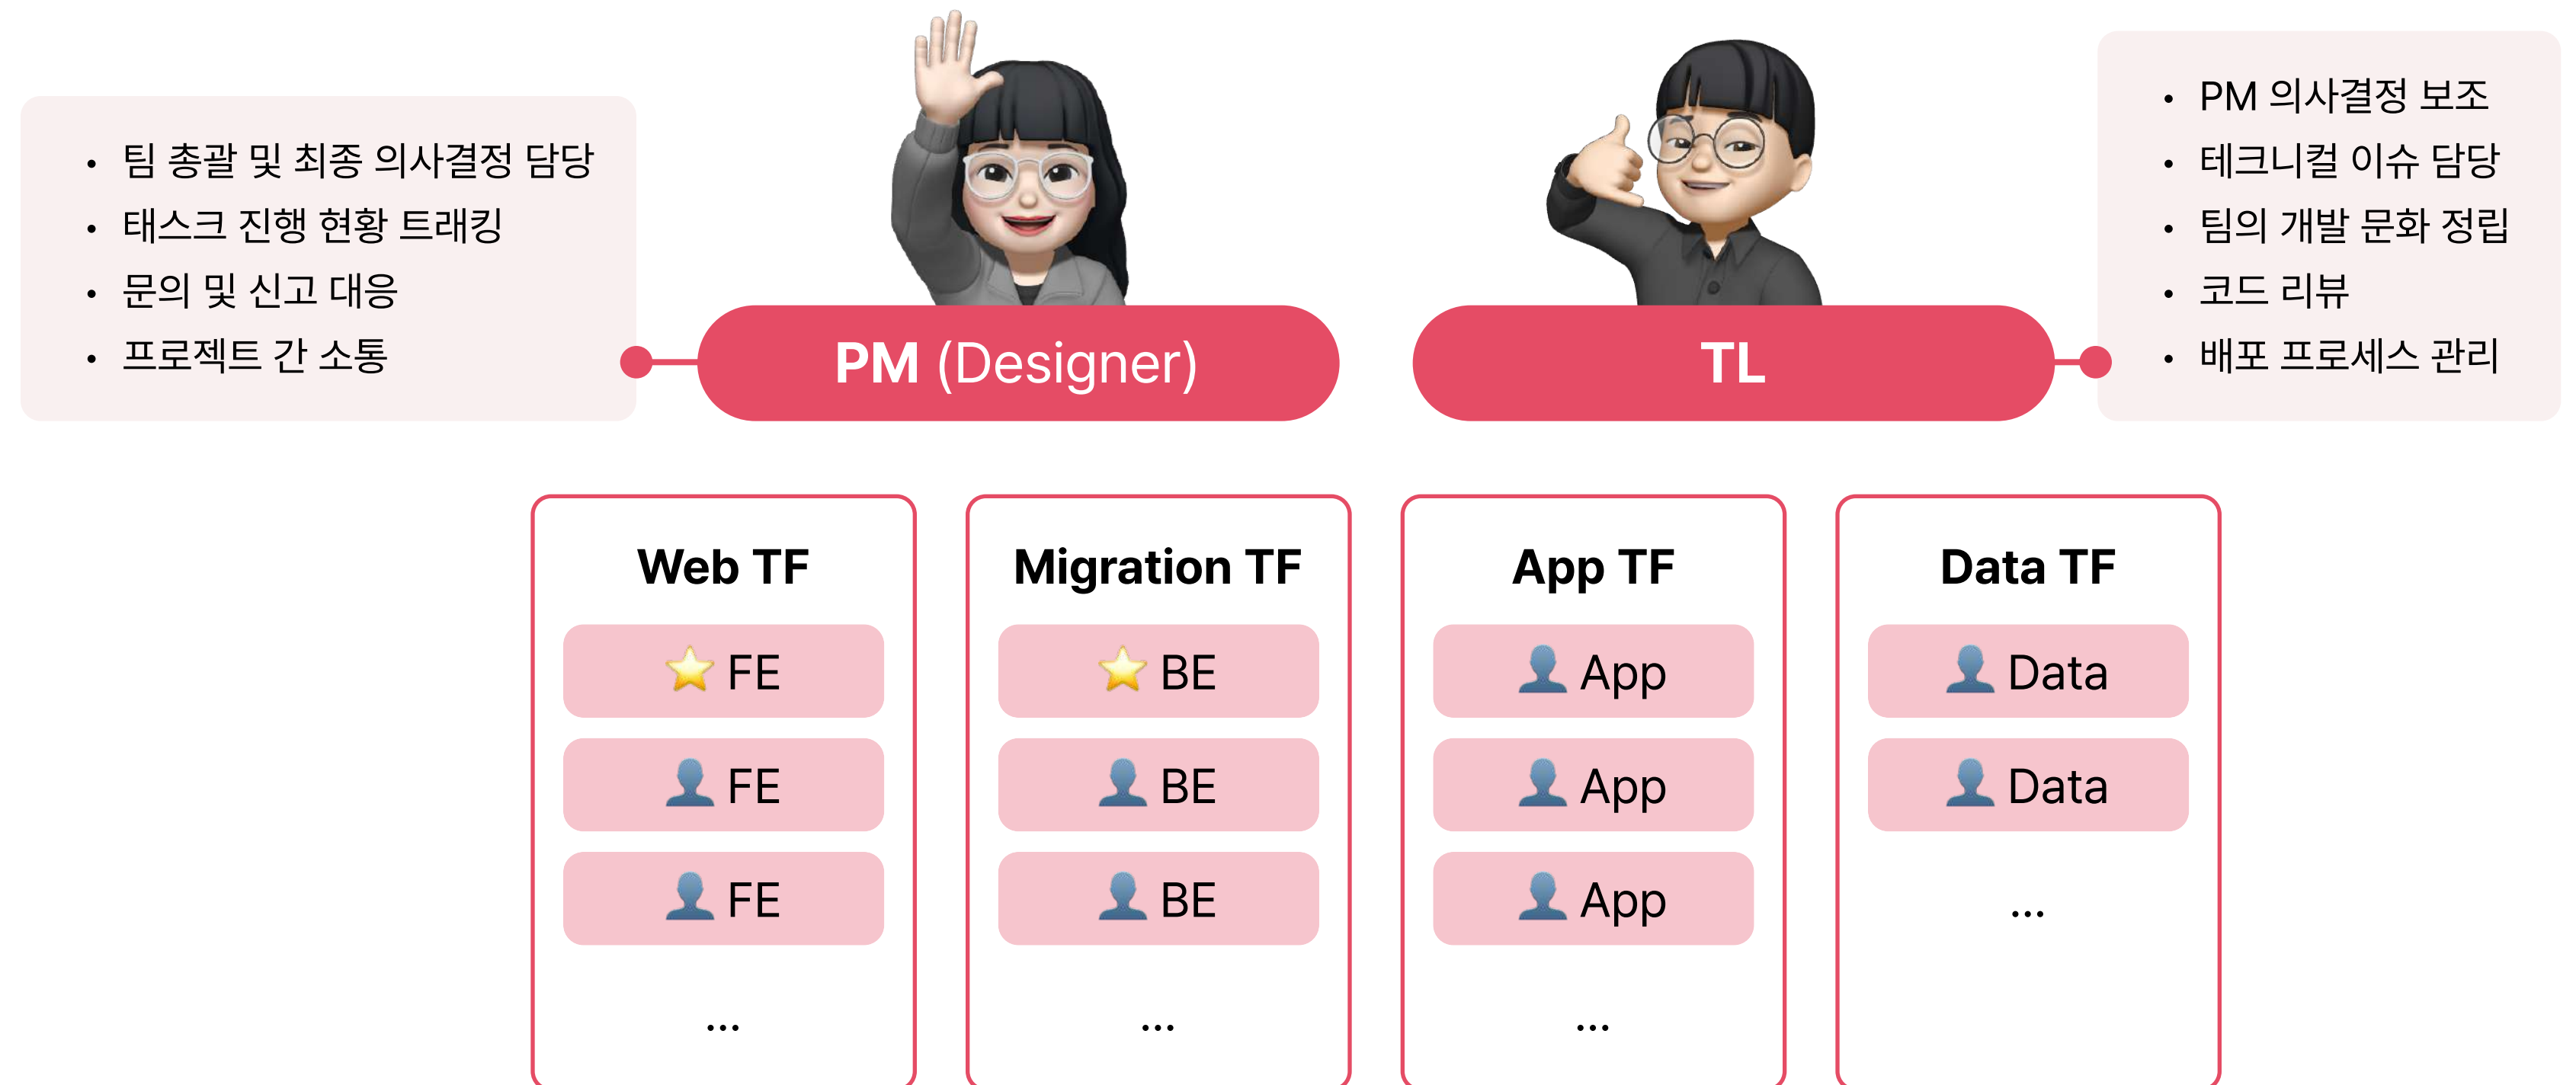 • 팀 총괄 및 최종 의사결정 담당
• 태스크 진행 현황 트래킹
• 문의 및 신고 대응
• 프로젝트 간 소통
PM (Designer)
TL
• PM 의사결정 보조
• 테크니컬 이슈 담당
• 팀의 개발 문화 정립
• 코드 리뷰
• 배포 프로세스 관리
Web TF
FE
FE
FE
...
Migration TF
BE
BE
BE
...
App TF
App
App
App
...
Data TF
Data
Data
...